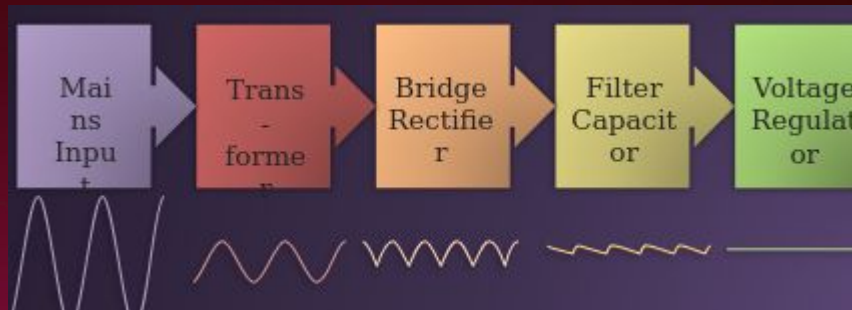 Mai
ns
Inpu
t
Trans
-
forme
r
Bridge
Rectifie
r
Filter
Capacit
or
Voltage
Regulat
or